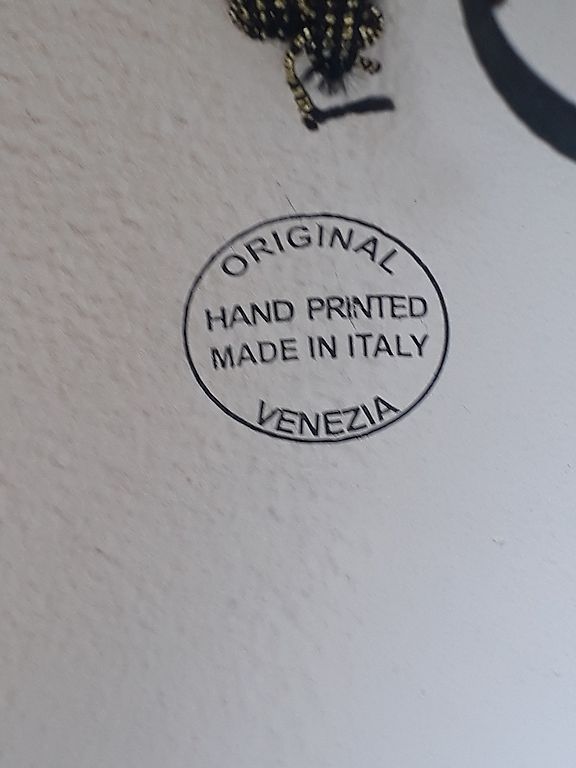 ORIGINAL
HAND PRINTED
MADE IN ITALY
VENEZIA